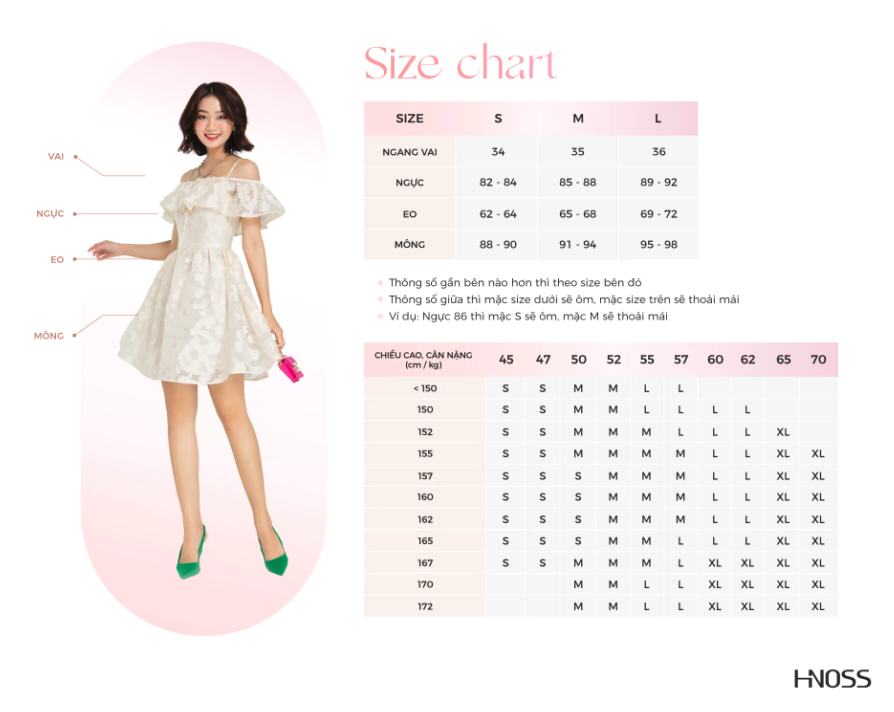 Size chart
SIZE S M L
NGANG VAI 34 35 36
NGỰC 82 - 84 85 - 88 89 - 92
EO 62 - 64 65 - 68 69 - 72
MÔNG 88 - 90 91 - 94 95 - 98
VAI
NGỰC
EO
MÔNG
Thông số gần bên nào hơn thì theo size bên đó
Thông số giữa thì mặc size dưới sẽ ôm, mặc size trên sẽ thoải mái
Ví dụ: Ngực 86 thì mặc S sẽ ôm, mặc M sẽ thoải mái
CHIỀU CAO, CÂN NẶNG 45 47 50 52 55 57 60 62 65 70
(cm / kg)
< 150 S S M M L L
150 S S M M L L L L
152 S S M M M L L L XL
155 S S M M M M L L XL XL
157 S S S M M M L L XL XL
160 S S S M M M L L XL XL
162 S S S M M M L L XL XL
165 S S S M M L L L XL XL
167 S S M M M L XL XL XL XL
170 M M L L XL XL XL XL
172 M M L L XL XL XL XL
HNOSS